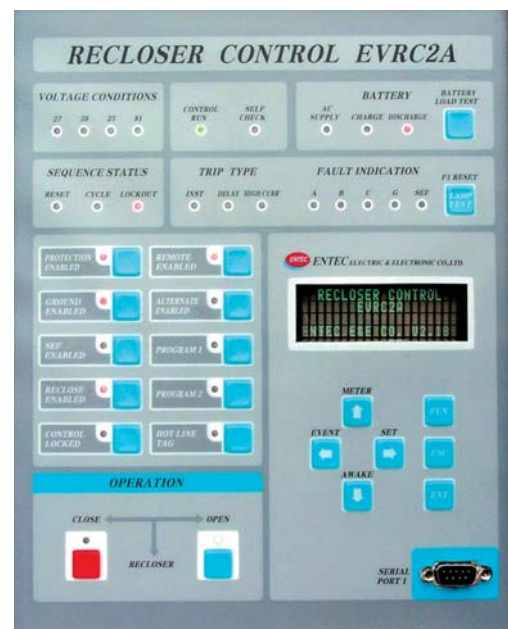 RECLOSER CONTROL EVRC2A
VOLTAGE CONDITIONS
27 59 25 81
CONTROL RUN
SELF CHECK
BATTERY
AC SUPPLY CHARGE DISCHARGE
BATTERY LOAD TEST
SEQUENCE STATUS
RESET CYCLE LOCKOUT
TRIP TYPE
INST DELAY HIGH CURR'
FAULT INDICATION
A B C G SEF
FI RESET
LAMP TEST
PROTECTION ENABLED
REMOTE ENABLED
GROUND ENABLED
ALTERNATE ENABLED
SEF ENABLED
PROGRAM 1
RECLOSE ENABLED
PROGRAM 2
CONTROL LOCKED
HOT LINE TAG
ENTEC
ENTEC ELECTRIC & ELECTRONIC CO.,LTD.
RECLOSER CONTROL
EVRC2A
ENTEC E&E CO. V2.18
METER
FUN
EVENT
SET
ESC
AWAKE
ENT
OPERATION
CLOSE
OPEN
RECLOSER
SERIAL
PORT 1